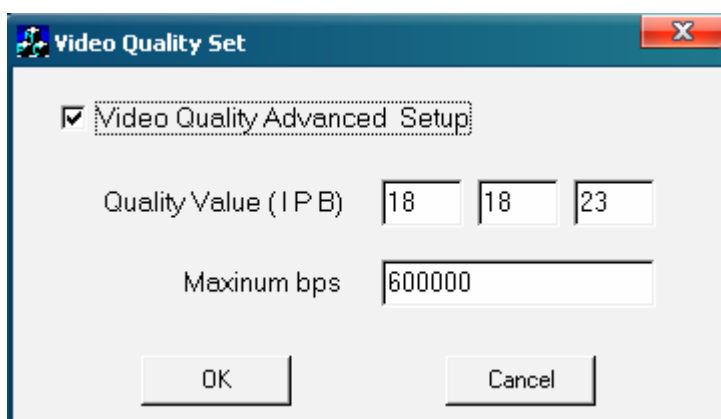 Video Quality Set
Video Quality Advanced Setup
Quality Value ( I P B) 18 18 23
Maxinum bps 600000
OK Cancel